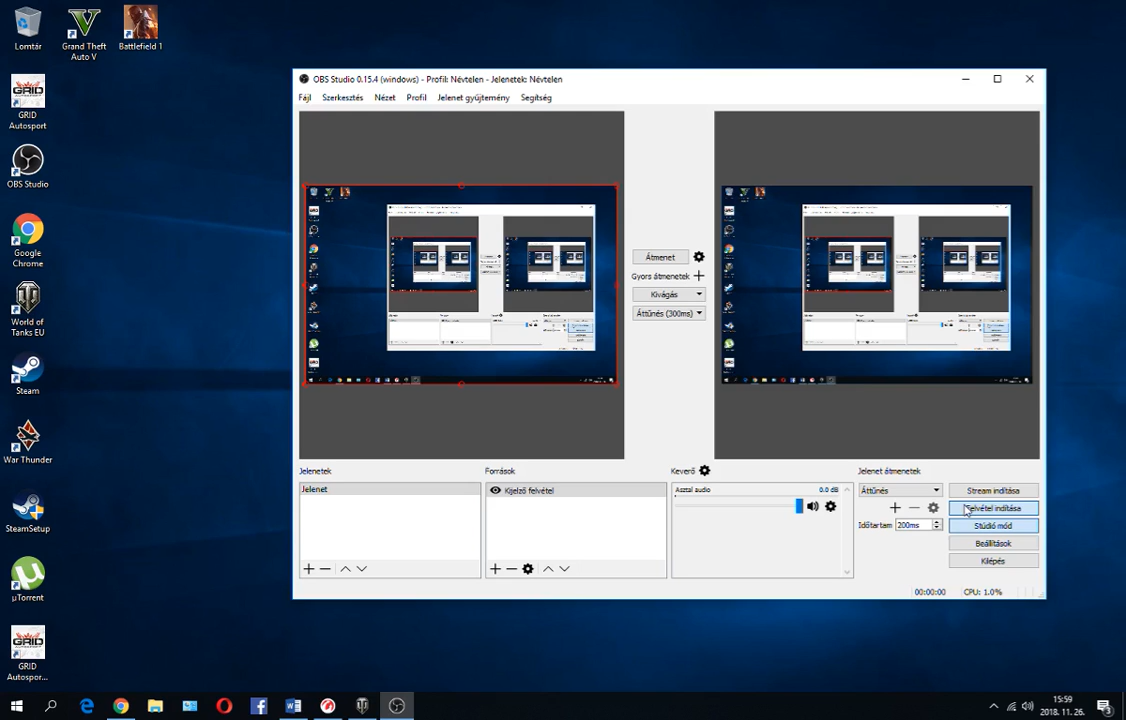 Lomtár
Grand Theft
Auto V
Battlefield 1
GRID
Autosport
OBS Studio
Google
Chrome
World of
Tanks EU
Steam
War Thunder
SteamSetup
µTorrent
GRID
Autospor...
OBS Studio 0.15.4 (windows) - Profil: Névtelen - Jelenetek: Névtelen
Fájl Szerkesztés Nézet Profil Jelenet gyűjtemény Segítség
Átmenet
Gyors átmenetek
Kivágás
Áttűnés (300ms)
Jelenetek
Jelenet
Források
Kijelző felvétel
Keverő
Asztal audio 0.0 dB
Jelenet átmenetek
Áttűnés
Időtartam 200ms
Stream indítása
Felvétel indítása
Stúdió mód
Beállítások
Kilépés
00:00:00 CPU: 1.0%
15:59
2018. 11. 26.
3